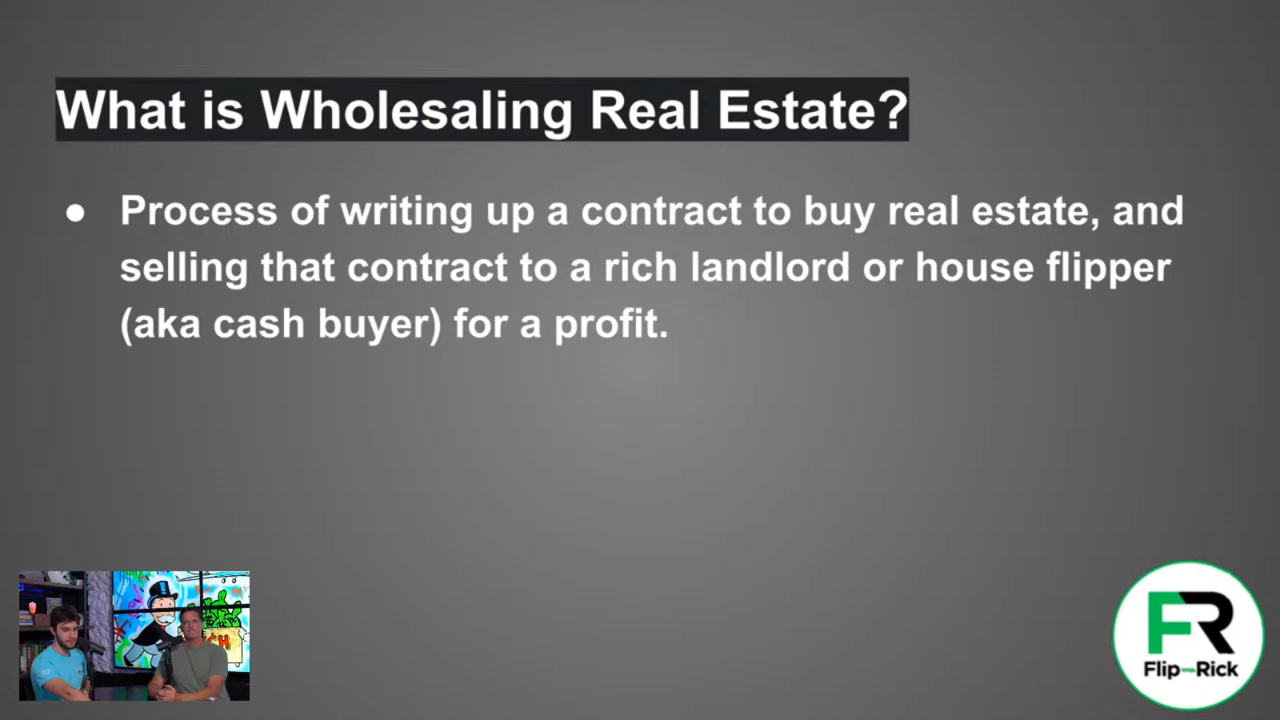 What is Wholesaling Real Estate?
● Process of writing up a contract to buy real estate, and
selling that contract to a rich landlord or house flipper
(aka cash buyer) for a profit.
FR
Flip Rick